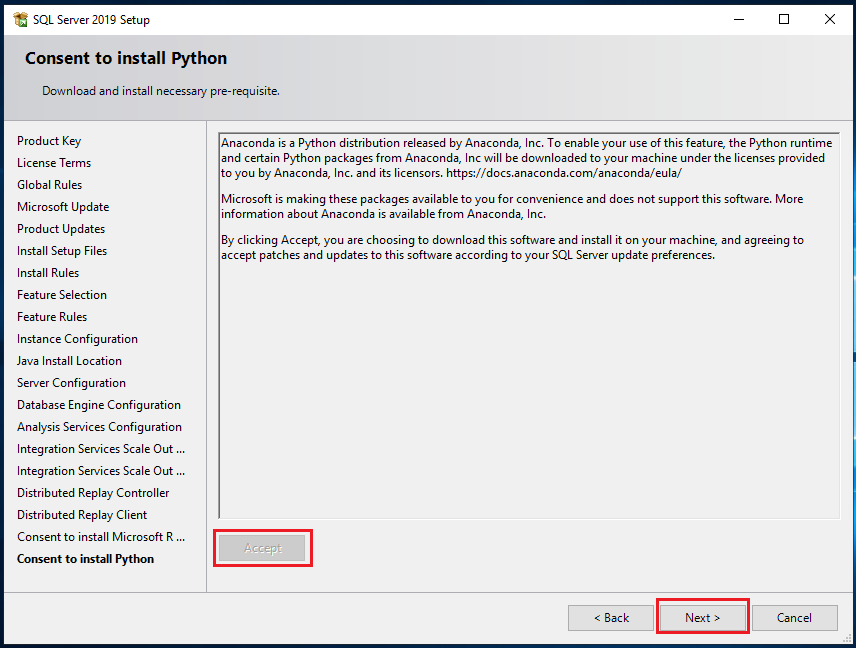 SQL Server 2019 Setup
Consent to install Python
Download and install necessary pre-requisite.
Product Key
License Terms
Global Rules
Microsoft Update
Product Updates
Install Setup Files
Install Rules
Feature Selection
Feature Rules
Instance Configuration
Java Install Location
Server Configuration
Database Engine Configuration
Analysis Services Configuration
Integration Services Scale Out ...
Integration Services Scale Out ...
Distributed Replay Controller
Distributed Replay Client
Consent to install Microsoft R ...
Consent to install Python
Anaconda is a Python distribution released by Anaconda, Inc. To enable your use of this feature, the Python runtime
and certain Python packages from Anaconda, Inc will be downloaded to your machine under the licenses provided
to you by Anaconda, Inc. and its licensors. https://docs.anaconda.com/anaconda/eula/
Microsoft is making these packages available to you for convenience and does not support this software. More
information about Anaconda is available from Anaconda, Inc.
By clicking Accept, you are choosing to download this software and install it on your machine, and agreeing to
accept patches and updates to this software according to your SQL Server update preferences.
Accept
< Back
Next >
Cancel